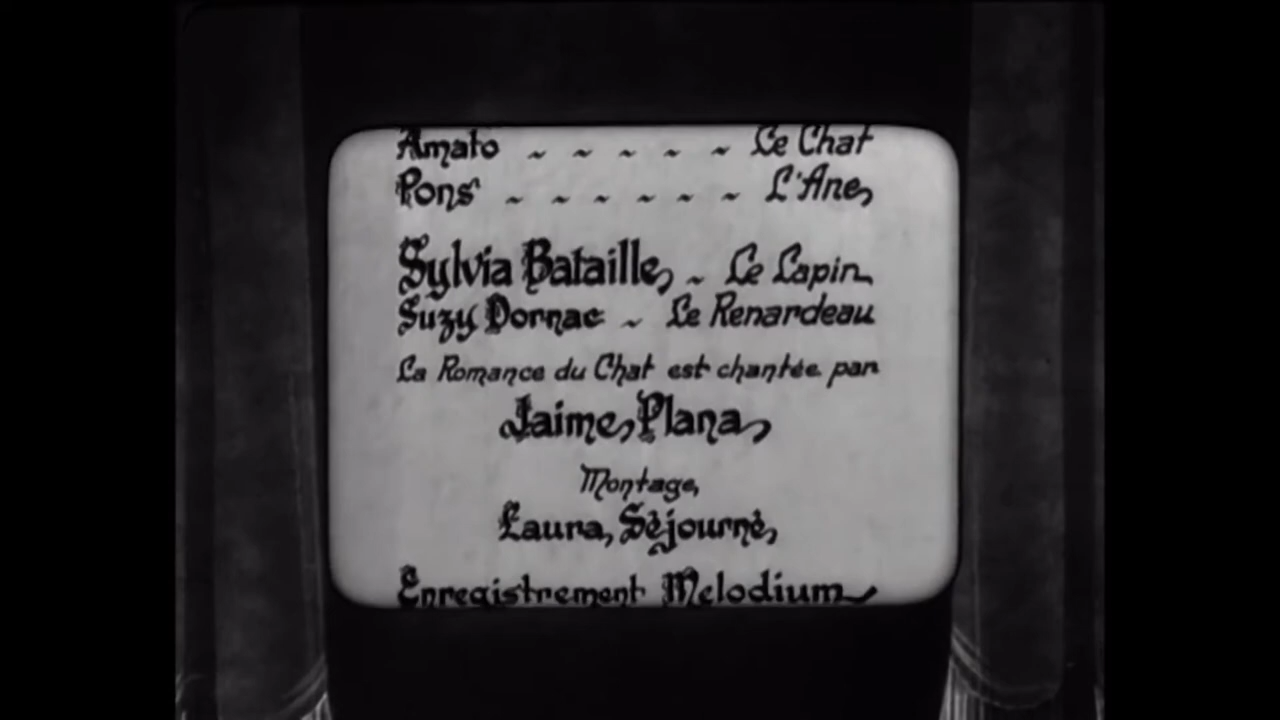 Amato ~ ~ ~ ~ ~ Le Chat
Pons ~ ~ ~ ~ ~ ~ L'Ane
Sylvia Bataille ~ Le Lapin
Suzy Dornac ~ Le Renardeau
La Romance du Chat est chantée par
Jaime Plana
Montage
Laura Séjourné
Enregistrement Melodium